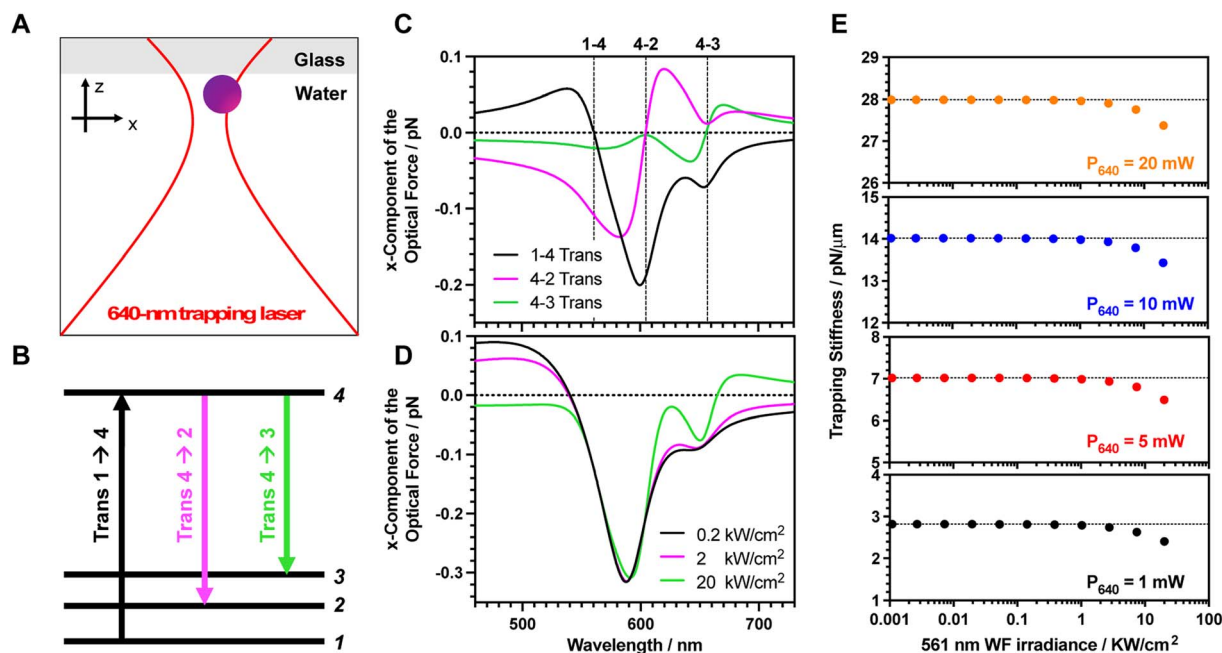 A
Glass
Water
z
x
640-nm trapping laser
B
4
3
2
1
Trans 1 → 4
Trans 4 → 2
Trans 4 → 3
C
1-4 4-2 4-3
x-Component of the
Optical Force / pN
0.1
0.0
-0.1
-0.2
1-4 Trans
4-2 Trans
4-3 Trans
D
x-Component of the
Optical Force / pN
0.1
0.0
-0.1
-0.2
-0.3
0.2 kW/cm²
2 kW/cm²
20 kW/cm²
500 600 700
Wavelength / nm
E
Trapping Stiffness / pN/μm
29
28
27
26
P640 = 20 mW
15
14
13
12
P640 = 10 mW
8
7
6
5
P640 = 5 mW
4
3
2
1
P640 = 1 mW
0.001 0.01 0.1 1 10 100
561 nm WF irradiance / KW/cm²